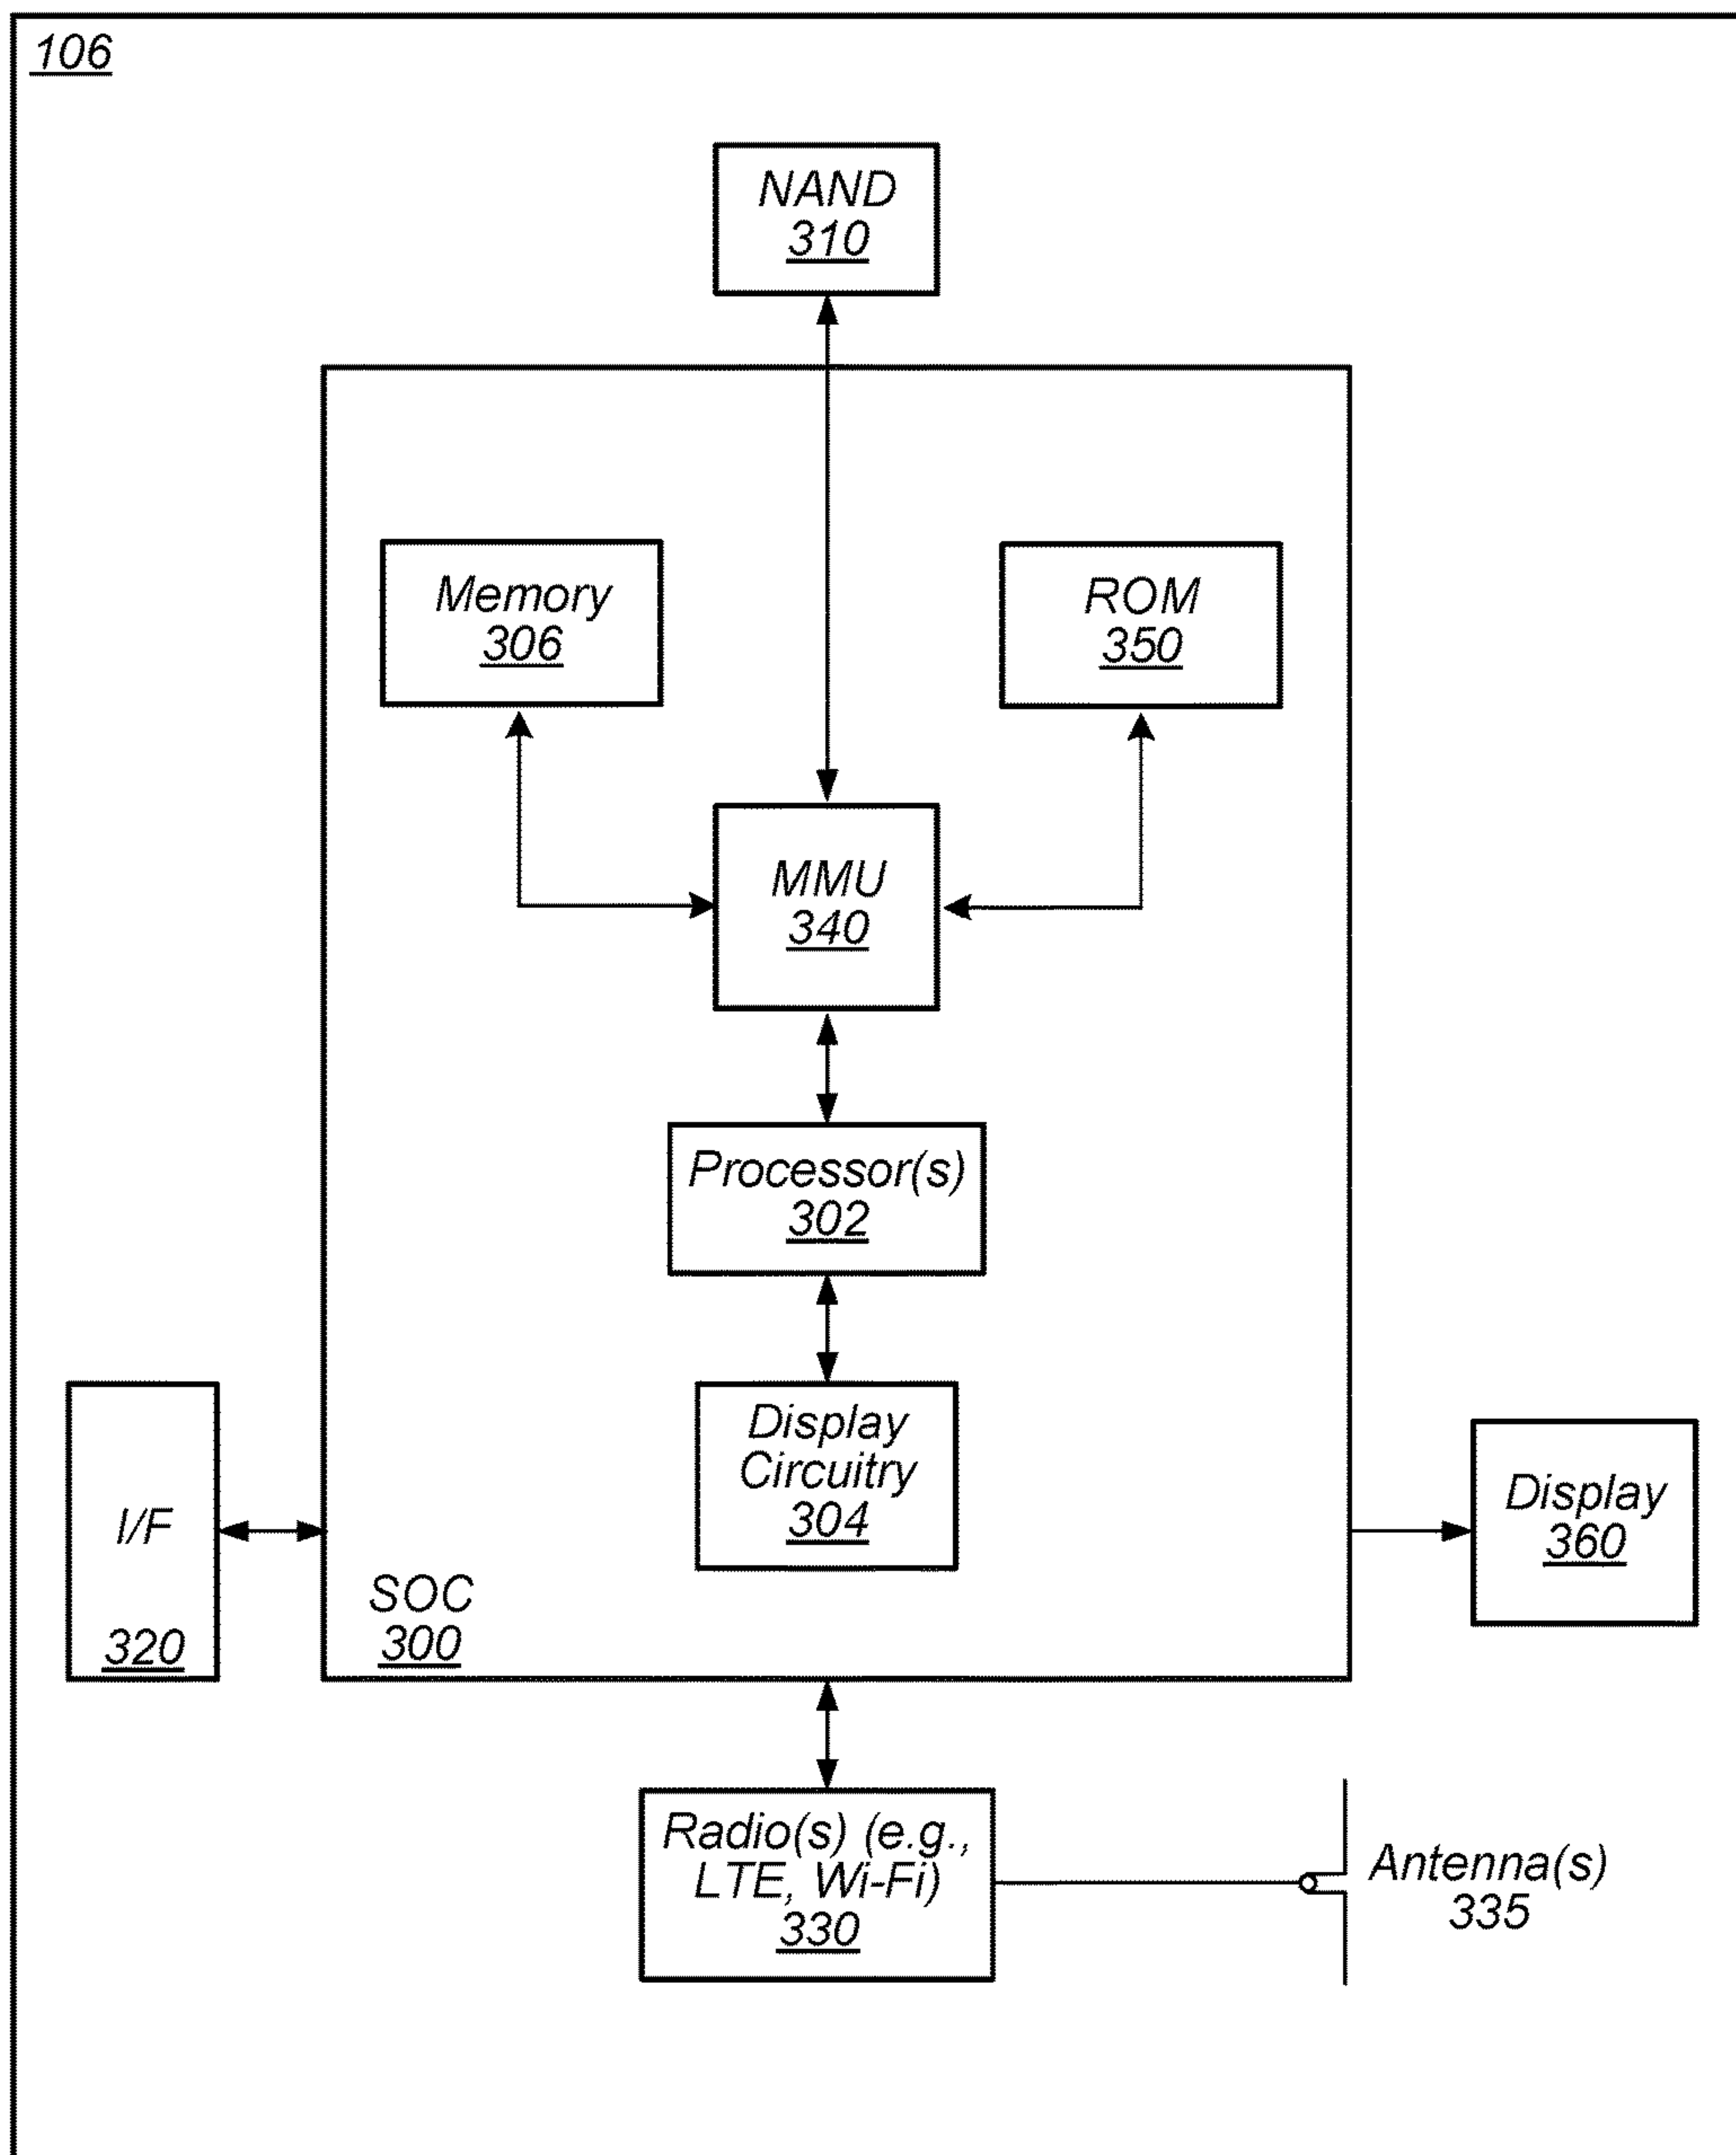 106
NAND
310
Memory
306
ROM
350
MMU
340
Processor(s)
302
Display
Circuitry
304
I/F
320
SOC
300
Display
360
Radio(s) (e.g.,
LTE, Wi-Fi)
330
Antenna(s)
335